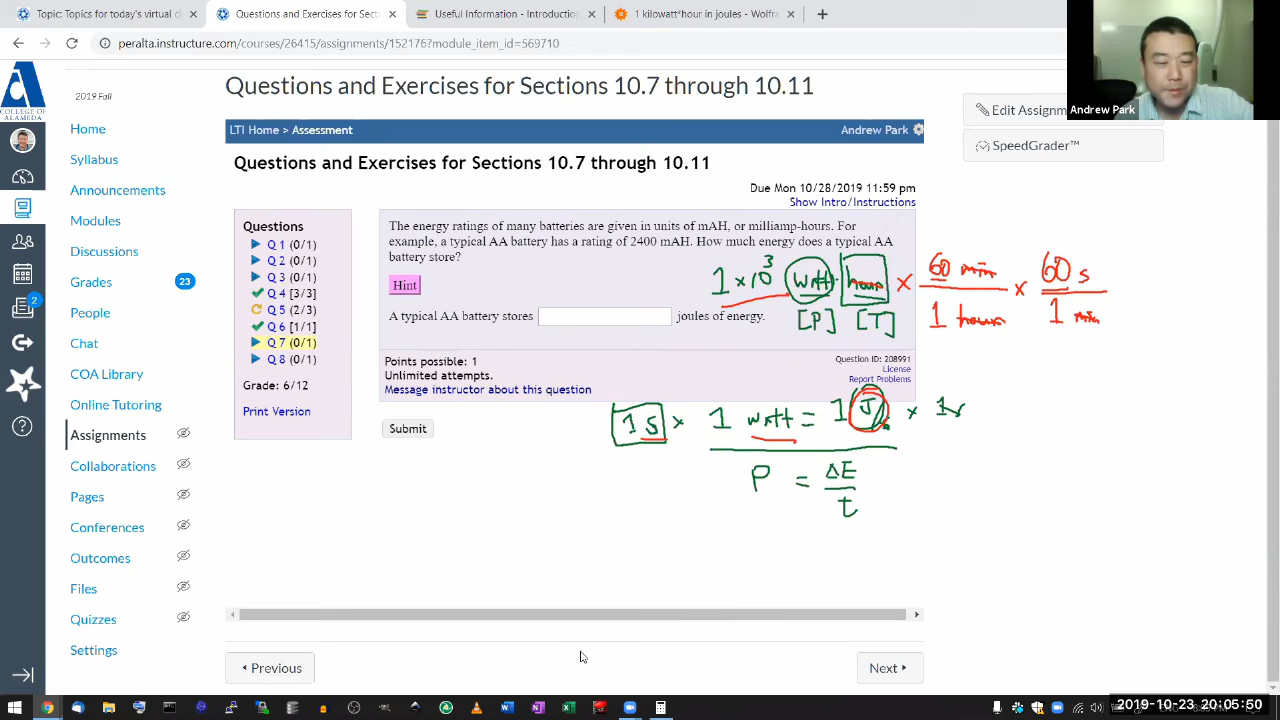 Topic: Today's virtual cl
Questions and Exercises for Sec
Useful Information - Introduction
1 kilowatt*hour in joules - Wolfra
peralta.instructure.com/courses/26415/assignments/152176?module_item_id=569710
Andrew Park
COLLEGE OF ALAMEDA
2019 Fall
Home
Syllabus
Announcements
Modules
Discussions
Grades
23
People
2
Chat
COA Library
Online Tutoring
Assignments
Collaborations
Pages
Conferences
Outcomes
Files
Quizzes
Settings
Questions and Exercises for Sections 10.7 through 10.11
Edit Assignm
SpeedGrader™
LTI Home > Assessment
Andrew Park
Questions and Exercises for Sections 10.7 through 10.11
Due Mon 10/28/2019 11:59 pm
Show Intro/Instructions
Questions
Q 1 (0/1)
Q 2 (0/1)
Q 3 (0/1)
Q 4 [3/3]
Q 5 (2/3)
Q 6 [1/1]
Q 7 (0/1)
Q 8 (0/1)
Grade: 6/12
Print Version
The energy ratings of many batteries are given in units of mAH, or milliamp-hours. For
example, a typical AA battery has a rating of 2400 mAH. How much energy does a typical AA
battery store?
Hint
A typical AA battery stores joules of energy.
1 × 10³ watt · hour × 60 min / 1 hour × 60 s / 1 min
[P] [T]
Points possible: 1
Unlimited attempts.
Message instructor about this question
Question ID: 208991
License
Report Problems
Submit
1 s × 1 watt = 1 J/s × 1s
P = ΔE / t
Previous
Next
2019-10-23 20:05:50